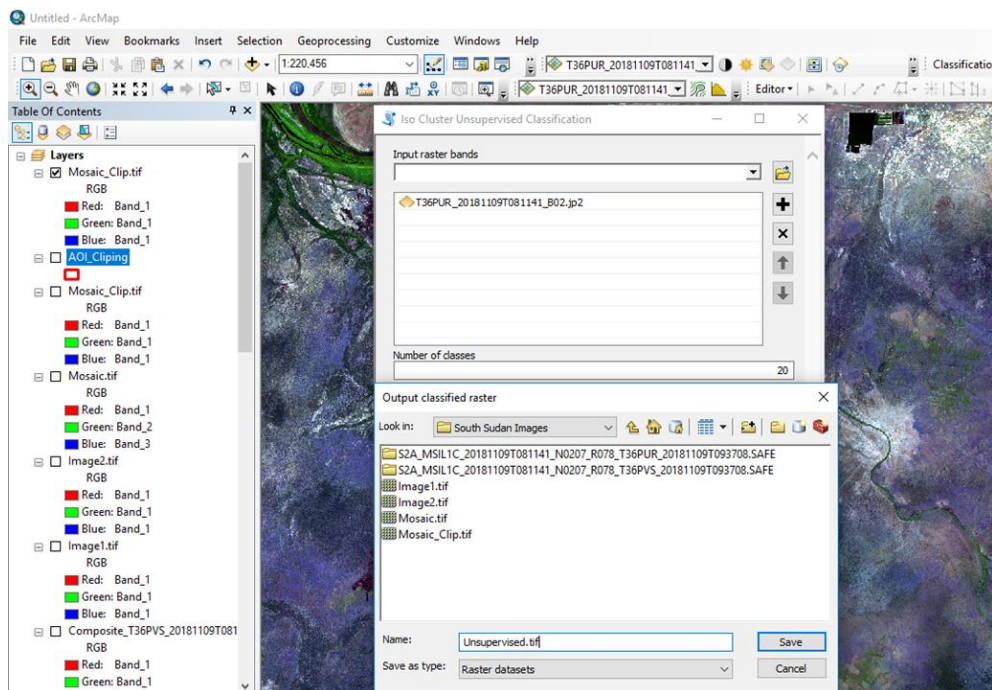 Untitled - ArcMap
File Edit View Bookmarks Insert Selection Geoprocessing Customize Windows Help
1:220,456 T36PUR_20181109T081141_ Classificatio
T36PUR_20181109T081141_ Editor
Table Of Contents
Layers
Mosaic_Clip.tif
RGB
Red: Band_1
Green: Band_1
Blue: Band_1
AOI_Cliping
Mosaic_Clip.tif
RGB
Red: Band_1
Green: Band_1
Blue: Band_1
Mosaic.tif
RGB
Red: Band_1
Green: Band_2
Blue: Band_3
Image2.tif
RGB
Red: Band_1
Green: Band_1
Blue: Band_1
Image1.tif
RGB
Red: Band_1
Green: Band_1
Blue: Band_1
Composite_T36PVS_20181109T081
RGB
Red: Band_1
Green: Band_1
Iso Cluster Unsupervised Classification
Input raster bands
T36PUR_20181109T081141_B02.jp2
Number of classes
20
Output classified raster
Look in: South Sudan Images
S2A_MSIL1C_20181109T081141_N0207_R078_T36PUR_20181109T093708.SAFE
S2A_MSIL1C_20181109T081141_N0207_R078_T36PVS_20181109T093708.SAFE
Image1.tif
Image2.tif
Mosaic.tif
Mosaic_Clip.tif
Name: Unsupervised.tif Save
Save as type: Raster datasets Cancel